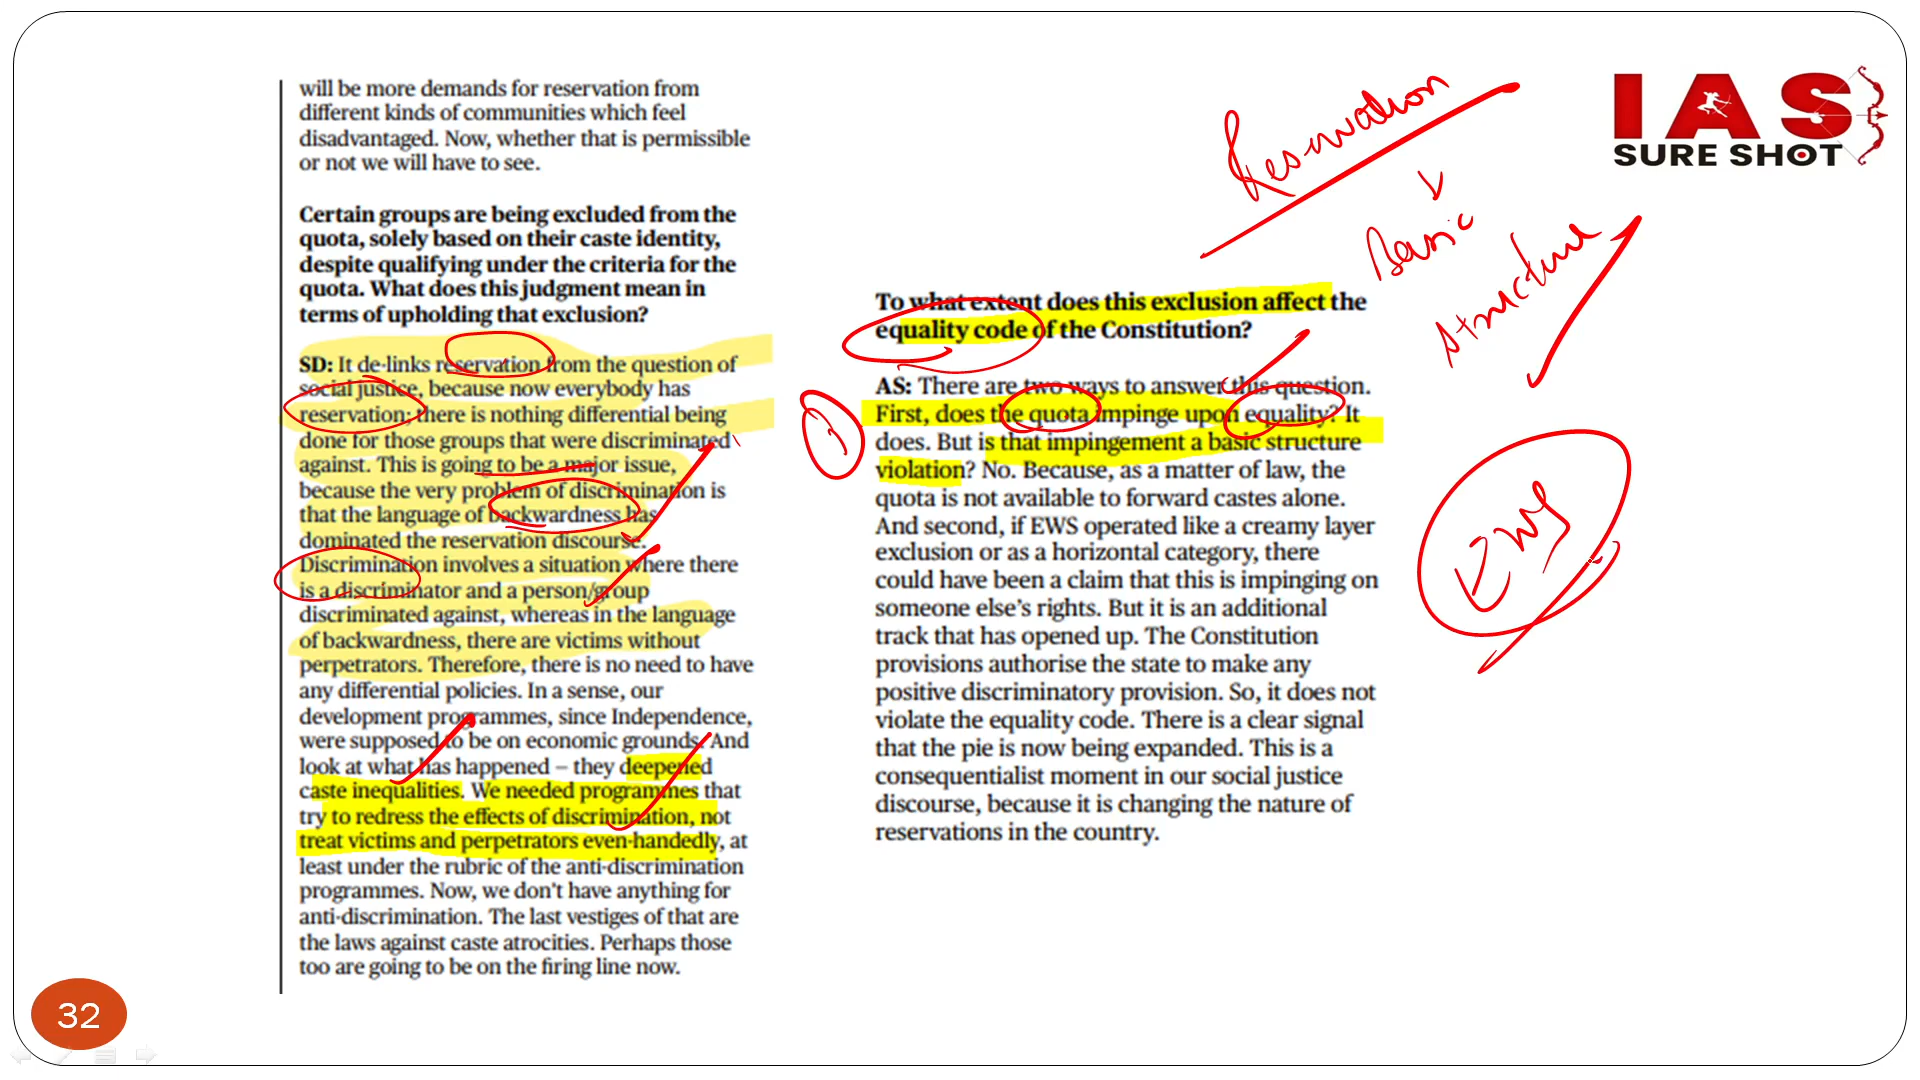 will be more demands for reservation from
different kinds of communities which feel
disadvantaged. Now, whether that is permissible
or not we will have to see.
Certain groups are being excluded from the
quota, solely based on their caste identity,
despite qualifying under the criteria for the
quota. What does this judgment mean in
terms of upholding that exclusion?
SD: It de-links reservation from the question of
social justice, because now everybody has
reservation; there is nothing differential being
done for those groups that were discriminated
against. This is going to be a major issue,
because the very problem of discrimination is
that the language of backwardness has
dominated the reservation discourse.
Discrimination involves a situation where there
is a discriminator and a person/group
discriminated against, whereas in the language
of backwardness, there are victims without
perpetrators. Therefore, there is no need to have
any differential policies. In a sense, our
development programmes, since Independence,
were supposed to be on economic grounds. And
look at what has happened – they deepened
caste inequalities. We needed programmes that
try to redress the effects of discrimination, not
treat victims and perpetrators even-handedly, at
least under the rubric of the anti-discrimination
programmes. Now, we don't have anything for
anti-discrimination. The last vestiges of that are
the laws against caste atrocities. Perhaps those
too are going to be on the firing line now.
To what extent does this exclusion affect the
equality code of the Constitution?
AS: There are two ways to answer this question.
First, does the quota impinge upon equality? It
does. But is that impingement a basic structure
violation? No. Because, as a matter of law, the
quota is not available to forward castes alone.
And second, if EWS operated like a creamy layer
exclusion or as a horizontal category, there
could have been a claim that this is impinging on
someone else's rights. But it is an additional
track that has opened up. The Constitution
provisions authorise the state to make any
positive discriminatory provision. So, it does not
violate the equality code. There is a clear signal
that the pie is now being expanded. This is a
consequentialist moment in our social justice
discourse, because it is changing the nature of
reservations in the country.
Reservation
Basic
structure
EWS
IAS
SURE SHOT
32